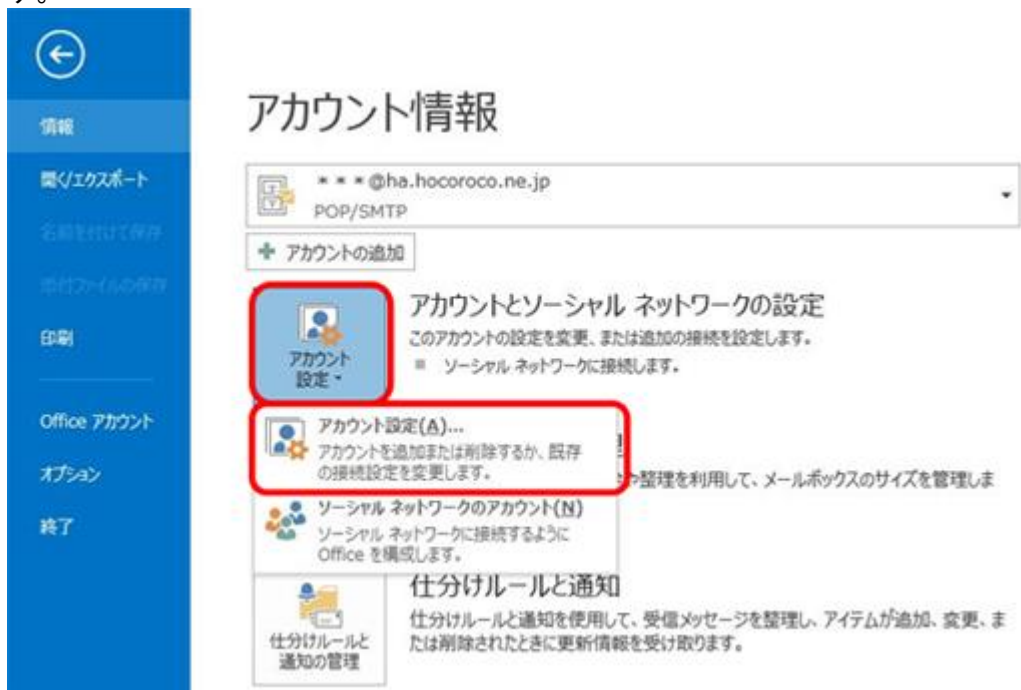 す。
アカウント情報
情報
開く/エクスポート
名前を付けて保存
添付ファイルの保存
印刷
Office アカウント
オプション
終了
* * * @ha.hocoroco.ne.jp
POP/SMTP
アカウントの追加
アカウント
設定
アカウントとソーシャル ネットワークの設定
このアカウントの設定を変更、または追加の接続を設定します。
ソーシャル ネットワークに接続します。
アカウント設定(A)...
アカウントを追加または削除するか、既存
の接続設定を変更します。
や整理を利用して、メールボックスのサイズを管理しま
ソーシャル ネットワークのアカウント(N)
ソーシャル ネットワークに接続するように
Office を構成します。
仕分けルールと
通知の管理
仕分けルールと通知
仕分けルールと通知を使用して、受信メッセージを整理し、アイテムが追加、変更、ま
たは削除されたときに更新情報を受け取ります。